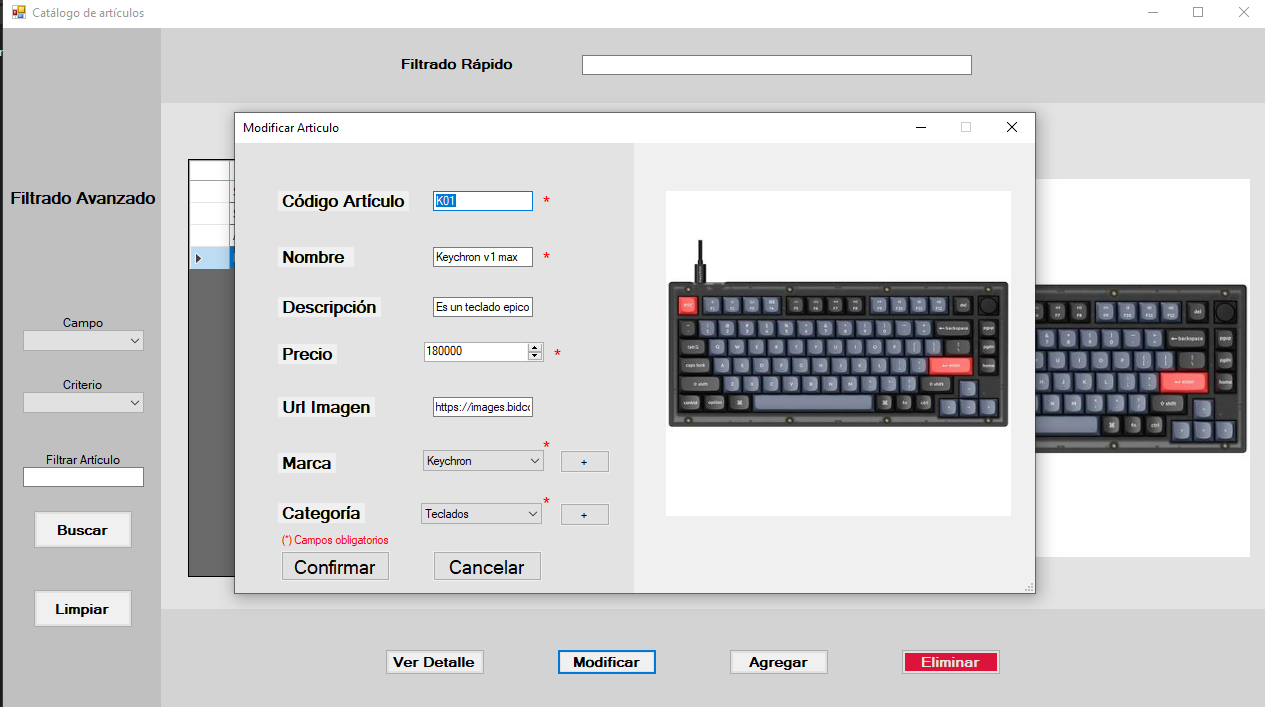 Catálogo de artículos
Filtrado Rápido
Filtrado Avanzado
Campo
Criterio
Filtrar Artículo
Buscar
Limpiar
Modificar Articulo
Código Artículo K01 *
Nombre Keychron v1 max *
Descripción Es un teclado epico
Precio 180000 *
Url Imagen https://images.bidcc
Marca Keychron * +
Categoría Teclados * +
(*) Campos obligatorios
Confirmar Cancelar
Ver Detalle Modificar Agregar Eliminar